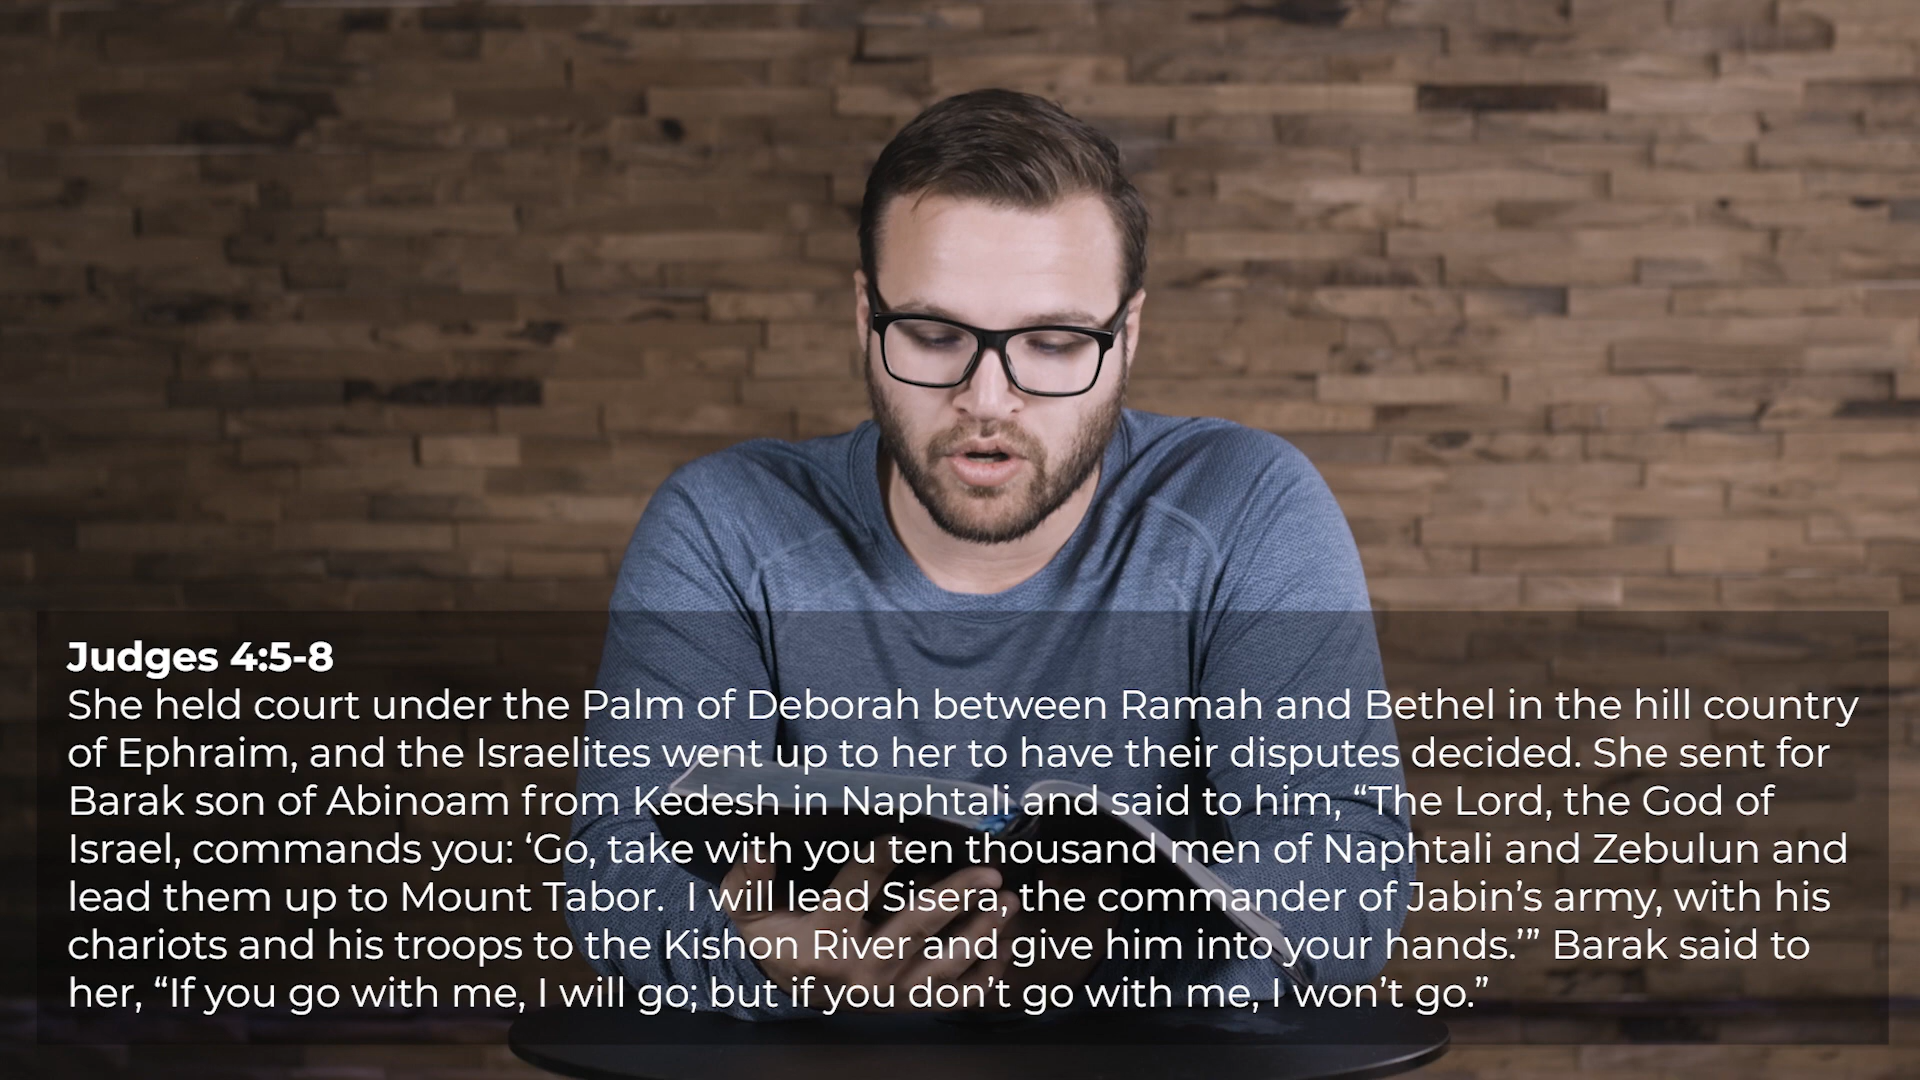 Judges 4:5-8
She held court under the Palm of Deborah between Ramah and Bethel in the hill country
of Ephraim, and the Israelites went up to her to have their disputes decided. She sent for
Barak son of Abinoam from Kedesh in Naphtali and said to him, “The Lord, the God of
Israel, commands you: ‘Go, take with you ten thousand men of Naphtali and Zebulun and
lead them up to Mount Tabor.  I will lead Sisera, the commander of Jabin’s army, with his
chariots and his troops to the Kishon River and give him into your hands.’” Barak said to
her, “If you go with me, I will go; but if you don’t go with me, I won’t go.”